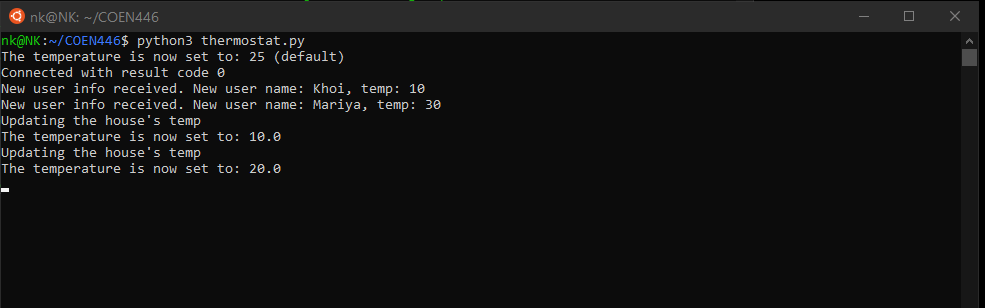 nk@NK: ~/COEN446
nk@NK:~/COEN446$ python3 thermostat.py
The temperature is now set to: 25 (default)
Connected with result code 0
New user info received. New user name: Khoi, temp: 10
New user info received. New user name: Mariya, temp: 30
Updating the house's temp
The temperature is now set to: 10.0
Updating the house's temp
The temperature is now set to: 20.0